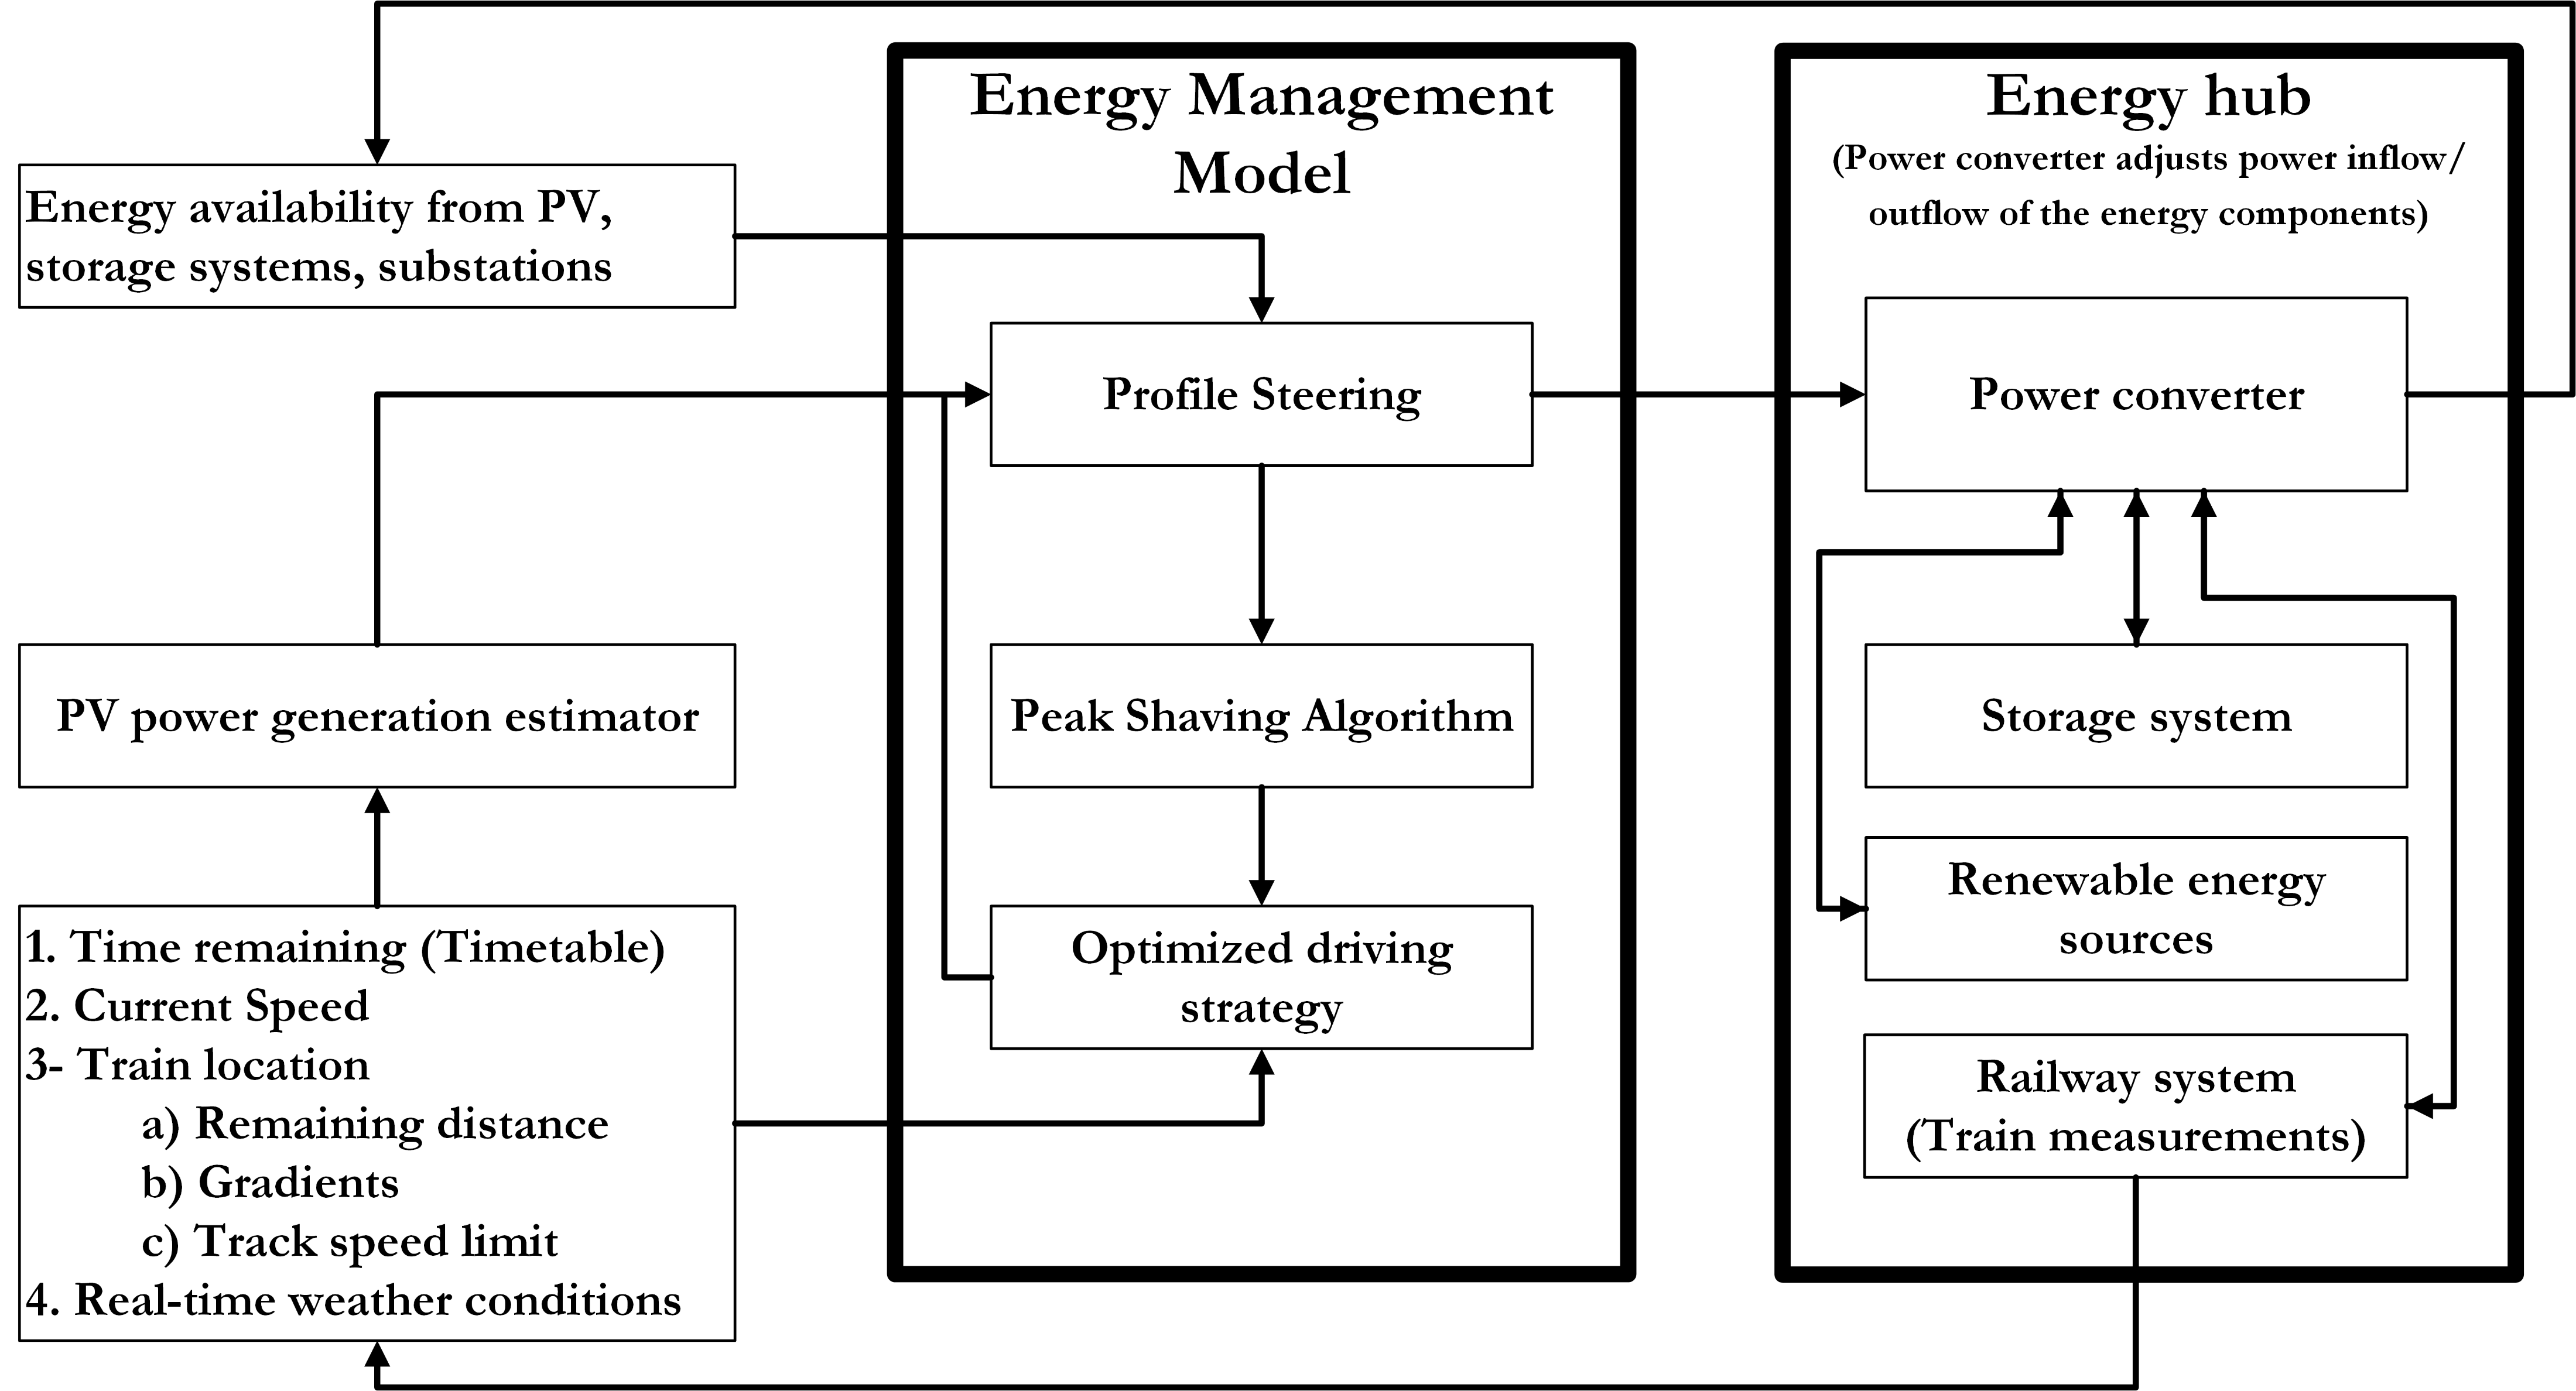 Energy availability from PV,
storage systems, substations
PV power generation estimator
1. Time remaining (Timetable)
2. Current Speed
3- Train location
a) Remaining distance
b) Gradients
c) Track speed limit
4. Real-time weather conditions
Energy Management
Model
Profile Steering
Peak Shaving Algorithm
Optimized driving
strategy
Energy hub
(Power converter adjusts power inflow/
outflow of the energy components)
Power converter
Storage system
Renewable energy
sources
Railway system
(Train measurements)